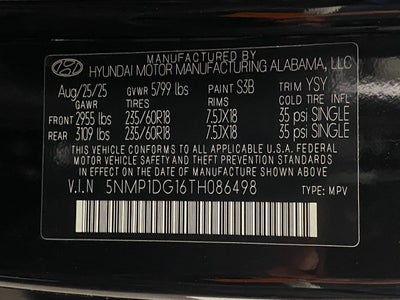 MANUFACTURED BY
HYUNDAI MOTOR MANUFACTURING ALABAMA, LLC
Aug/25/25 GVWR 5799 lbs PAINT S3B TRIM YSY
GAWR TIRES RIMS COLD TIRE INFL
FRONT 2955 lbs 235/60R18 7.5JX18 35 psi SINGLE
REAR 3109 lbs 235/60R18 7.5JX18 35 psi SINGLE
THIS VEHICLE CONFORMS TO ALL APPLICABLE U.S.A. FEDERAL
MOTOR VEHICLE SAFETY, BUMPER, AND THEFT PREVENTION
STANDARDS IN EFFECT ON THE DATE OF MANUFACTURE SHOWN ABOVE
V.I.N 5NMP1DG16TH086498 TYPE: MPV